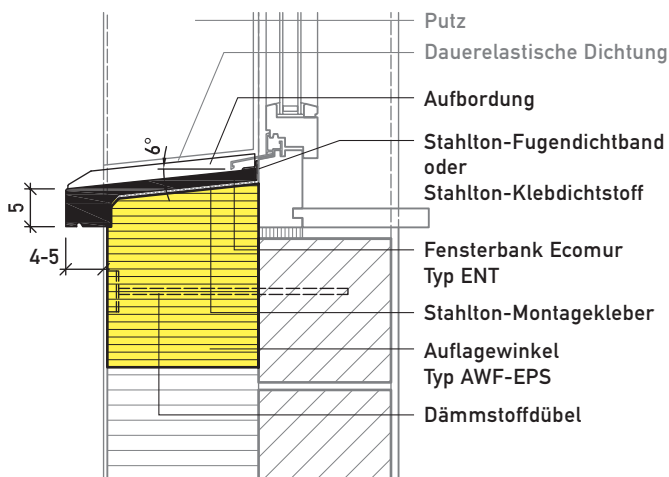 Putz
Dauerelastische Dichtung
Aufbordung
6°
Stahlton-Fugendichtband
oder
Stahlton-Klebdichtstoff
5
4-5
Fensterbank Ecomur
Typ ENT
Stahlton-Montagekleber
Auflagewinkel
Typ AWF-EPS
Dämmstoffdübel